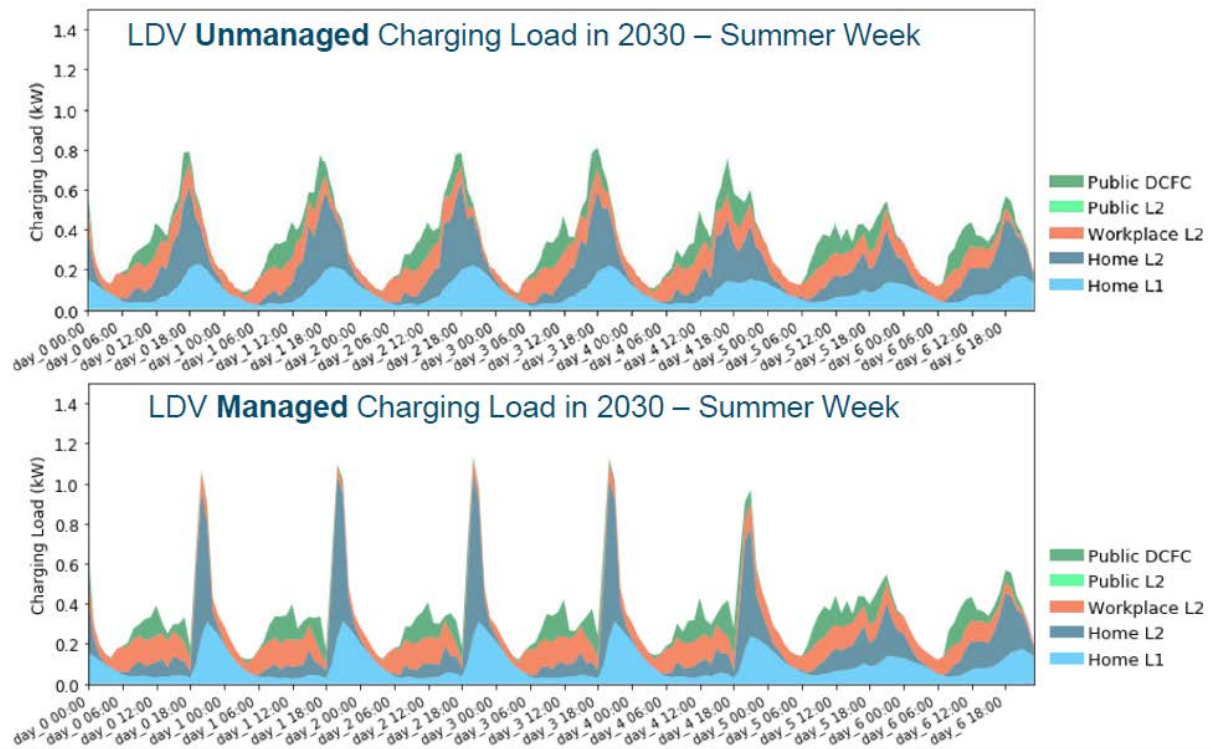 LDV Unmanaged Charging Load in 2030 – Summer Week
Charging Load (kW)
1.4
1.2
1.0
0.8
0.6
0.4
0.2
0.0
day_0 00:00
day_0 06:00
day_0 12:00
day_0 18:00
day_1 00:00
day_1 06:00
day_1 12:00
day_1 18:00
day_2 00:00
day_2 06:00
day_2 12:00
day_2 18:00
day_3 00:00
day_3 06:00
day_3 12:00
day_3 18:00
day_4 00:00
day_4 06:00
day_4 12:00
day_4 18:00
day_5 00:00
day_5 06:00
day_5 12:00
day_5 18:00
day_6 00:00
day_6 06:00
day_6 12:00
day_6 18:00
Public DCFC
Public L2
Workplace L2
Home L2
Home L1
LDV Managed Charging Load in 2030 – Summer Week
Charging Load (kW)
1.4
1.2
1.0
0.8
0.6
0.4
0.2
0.0
day_0 00:00
day_0 06:00
day_0 12:00
day_0 18:00
day_1 00:00
day_1 06:00
day_1 12:00
day_1 18:00
day_2 00:00
day_2 06:00
day_2 12:00
day_2 18:00
day_3 00:00
day_3 06:00
day_3 12:00
day_3 18:00
day_4 00:00
day_4 06:00
day_4 12:00
day_4 18:00
day_5 00:00
day_5 06:00
day_5 12:00
day_5 18:00
day_6 00:00
day_6 06:00
day_6 12:00
day_6 18:00
Public DCFC
Public L2
Workplace L2
Home L2
Home L1